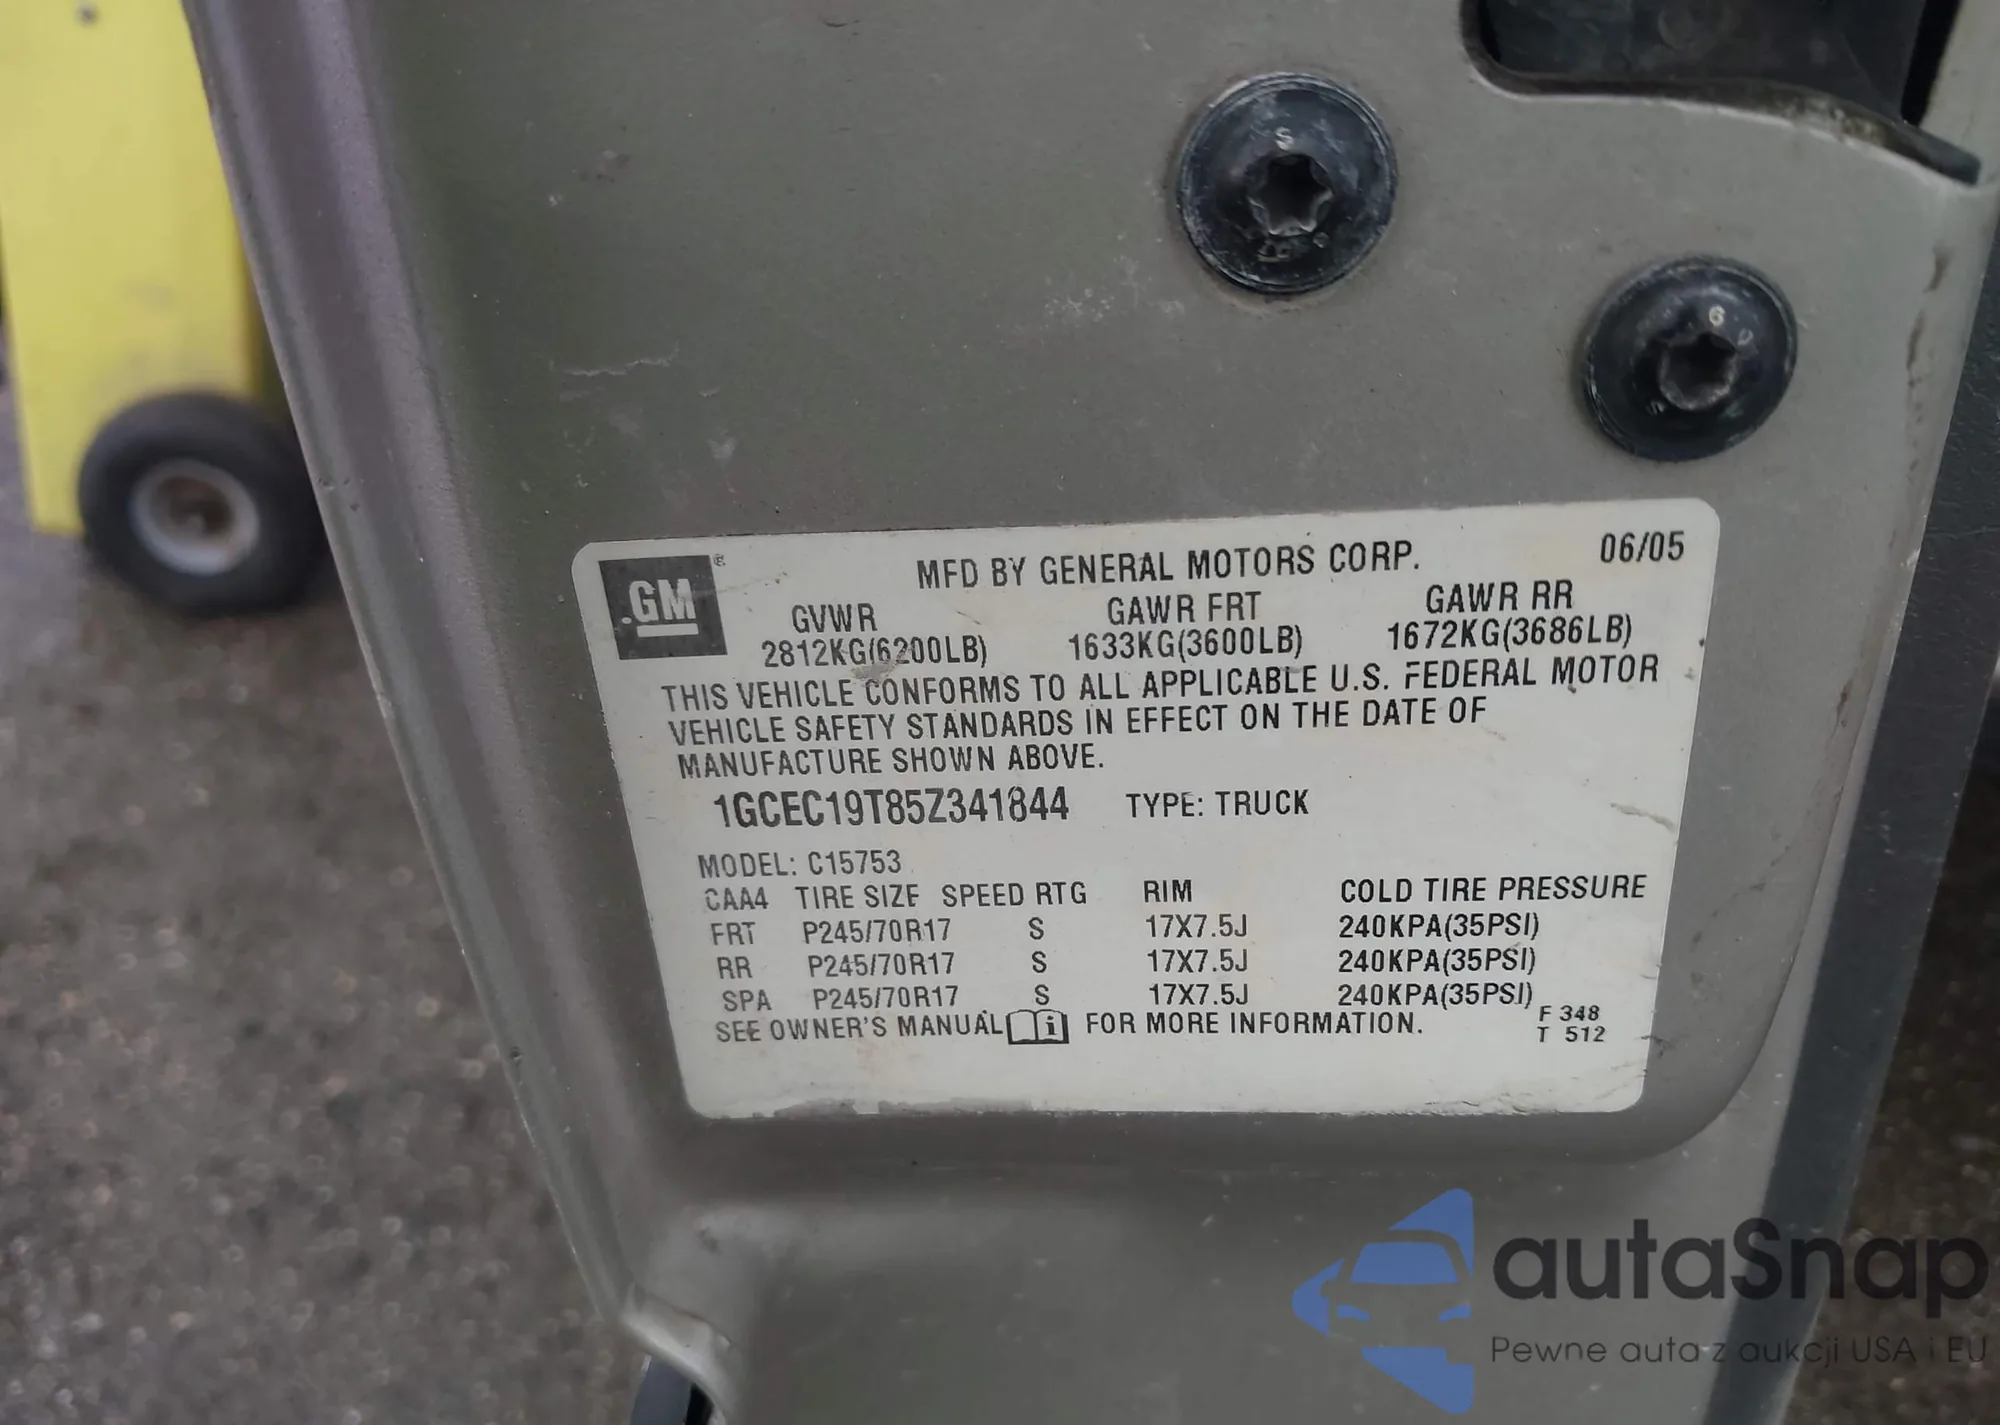 S
6
GM®
MFD BY GENERAL MOTORS CORP. 06/05
GVWR GAWR FRT GAWR RR
2812KG(6200LB) 1633KG(3600LB) 1672KG(3686LB)
THIS VEHICLE CONFORMS TO ALL APPLICABLE U.S. FEDERAL MOTOR
VEHICLE SAFETY STANDARDS IN EFFECT ON THE DATE OF
MANUFACTURE SHOWN ABOVE.
1GCEC19T85Z341844 TYPE: TRUCK
MODEL: C15753
CAA4 TIRE SIZE SPEED RTG RIM COLD TIRE PRESSURE
FRT P245/70R17 S 17X7.5J 240KPA(35PSI)
RR P245/70R17 S 17X7.5J 240KPA(35PSI)
SPA P245/70R17 S 17X7.5J 240KPA(35PSI)
SEE OWNER'S MANUAL i FOR MORE INFORMATION.
F 348
T 512
autaSnap
Pewne auta z aukcji USA i EU